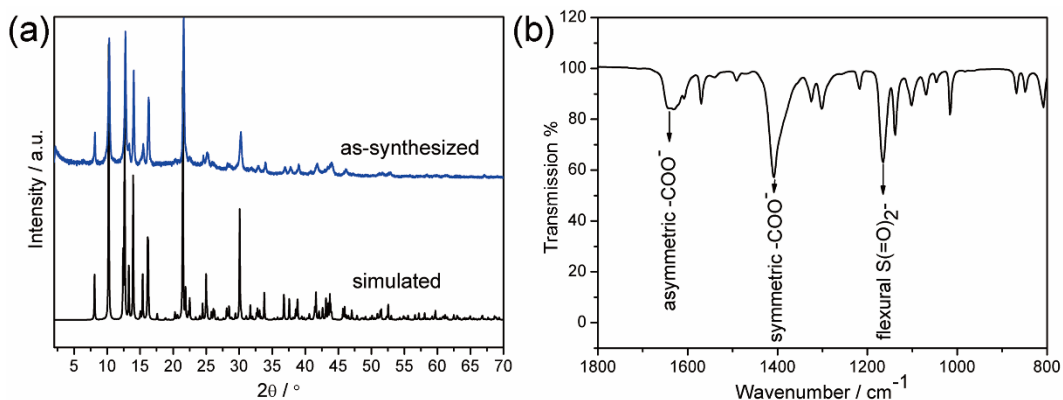 (a)
Intensity / a.u.
as-synthesized
simulated
5 10 15 20 25 30 35 40 45 50 55 60 65 70
2θ / °
(b)
Transmission %
120
100
80
60
40
20
0
asymmetric -COO⁻
symmetric -COO⁻
flexural S(=O)₂-
1800 1600 1400 1200 1000 800
Wavenumber / cm⁻¹